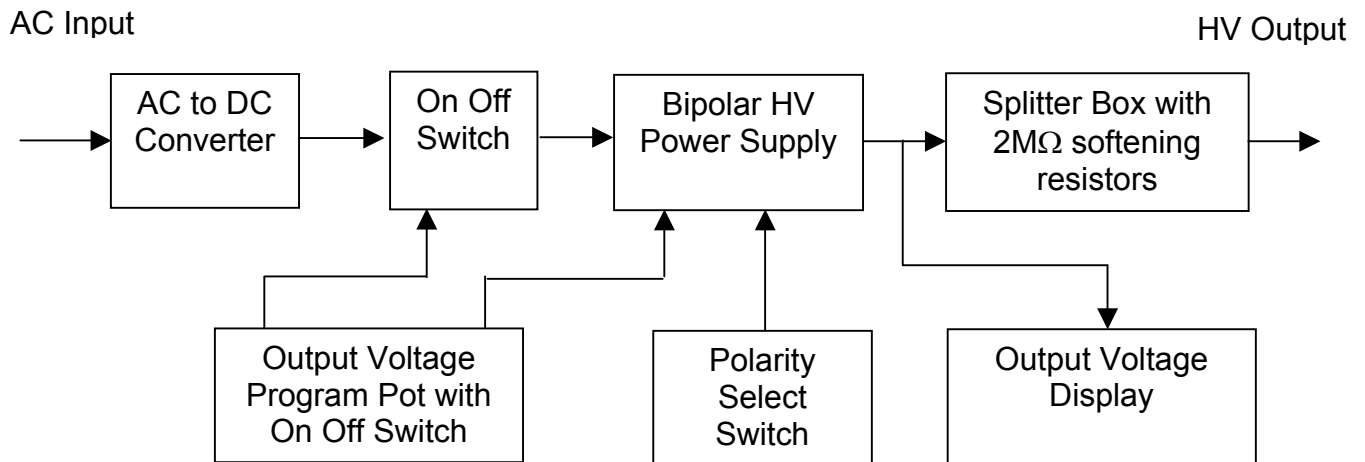 AC Input
HV Output
AC to DC
Converter
On Off
Switch
Bipolar HV
Power Supply
Splitter Box with
2MΩ softening
resistors
Output Voltage
Program Pot with
On Off Switch
Polarity
Select
Switch
Output Voltage
Display